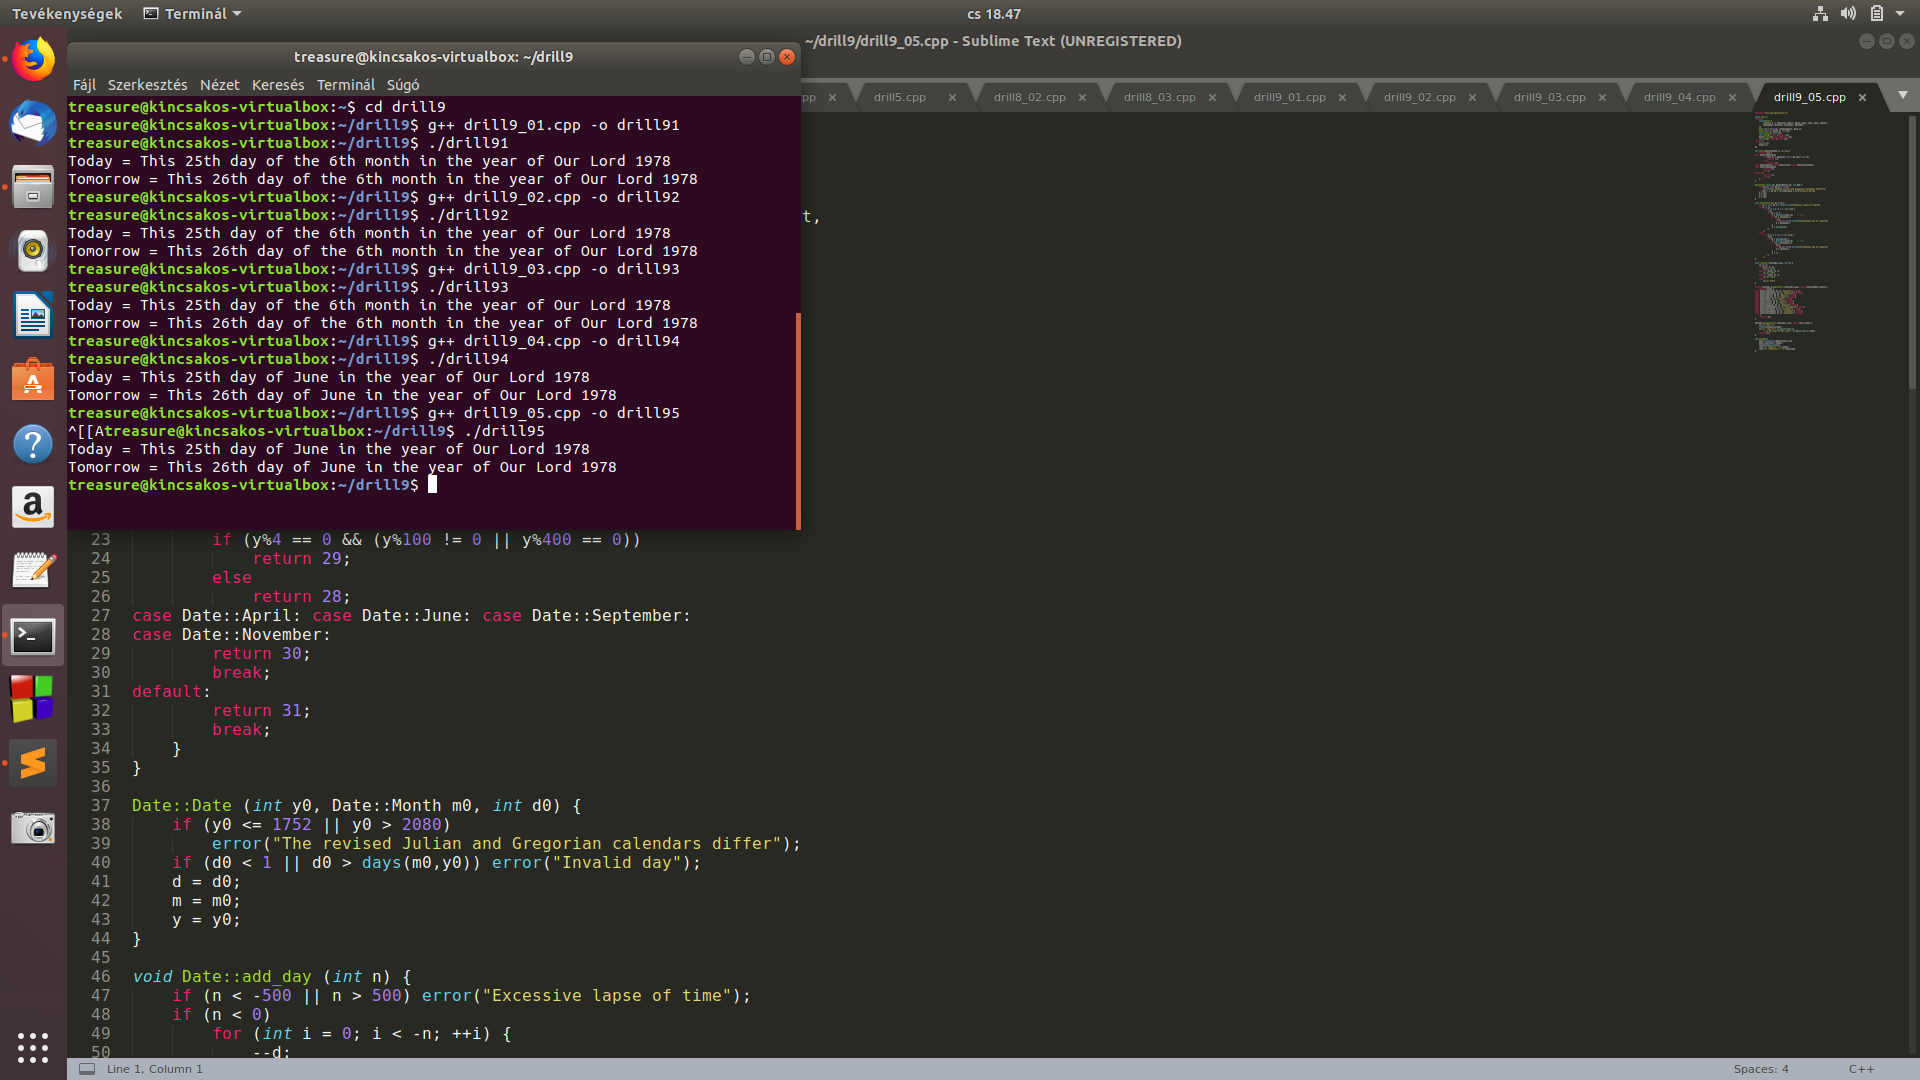 Tevékenységek Terminál cs 18.47
~/drill9/drill9_05.cpp - Sublime Text (UNREGISTERED)
treasure@kincsakos-virtualbox: ~/drill9
Fájl Szerkesztés Nézet Keresés Terminál Súgó
pp drill5.cpp drill8_02.cpp drill8_03.cpp drill9_01.cpp drill9_02.cpp drill9_03.cpp drill9_04.cpp drill9_05.cpp
treasure@kincsakos-virtualbox:~$ cd drill9
treasure@kincsakos-virtualbox:~/drill9$ g++ drill9_01.cpp -o drill91
treasure@kincsakos-virtualbox:~/drill9$ ./drill91
Today = This 25th day of the 6th month in the year of Our Lord 1978
Tomorrow = This 26th day of the 6th month in the year of Our Lord 1978
treasure@kincsakos-virtualbox:~/drill9$ g++ drill9_02.cpp -o drill92
treasure@kincsakos-virtualbox:~/drill9$ ./drill92
Today = This 25th day of the 6th month in the year of Our Lord 1978
Tomorrow = This 26th day of the 6th month in the year of Our Lord 1978
treasure@kincsakos-virtualbox:~/drill9$ g++ drill9_03.cpp -o drill93
treasure@kincsakos-virtualbox:~/drill9$ ./drill93
Today = This 25th day of the 6th month in the year of Our Lord 1978
Tomorrow = This 26th day of the 6th month in the year of Our Lord 1978
treasure@kincsakos-virtualbox:~/drill9$ g++ drill9_04.cpp -o drill94
treasure@kincsakos-virtualbox:~/drill9$ ./drill94
Today = This 25th day of June in the year of Our Lord 1978
Tomorrow = This 26th day of June in the year of Our Lord 1978
treasure@kincsakos-virtualbox:~/drill9$ g++ drill9_05.cpp -o drill95
^[[Atreasure@kincsakos-virtualbox:~/drill9$ ./drill95
Today = This 25th day of June in the year of Our Lord 1978
Tomorrow = This 26th day of June in the year of Our Lord 1978
treasure@kincsakos-virtualbox:~/drill9$
t,
23 if (y%4 == 0 && (y%100 != 0 || y%400 == 0))
24 return 29;
25 else
26 return 28;
27 case Date::April: case Date::June: case Date::September:
28 case Date::November:
29 return 30;
30 break;
31 default:
32 return 31;
33 break;
34 }
35 }
36
37 Date::Date (int y0, Date::Month m0, int d0) {
38 if (y0 <= 1752 || y0 > 2080)
39 error("The revised Julian and Gregorian calendars differ");
40 if (d0 < 1 || d0 > days(m0,y0)) error("Invalid day");
41 d = d0;
42 m = m0;
43 y = y0;
44 }
45
46 void Date::add_day (int n) {
47 if (n < -500 || n > 500) error("Excessive lapse of time");
48 if (n < 0)
49 for (int i = 0; i < -n; ++i) {
50 --d;
Line 1, Column 1 Spaces: 4 C++